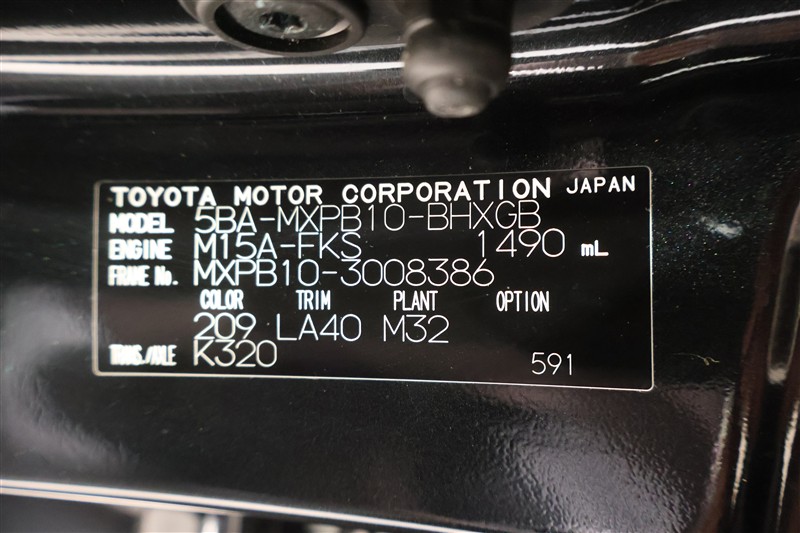 TOYOTA MOTOR CORPORATION JAPAN
MODEL 5BA-MXPB10-BHXGB
ENGINE M15A-FKS 1490 mL
FRAME No. MXPB10-3008386
COLOR TRIM PLANT OPTION
209 LA40 M32
TRANS./AXLE K320
591